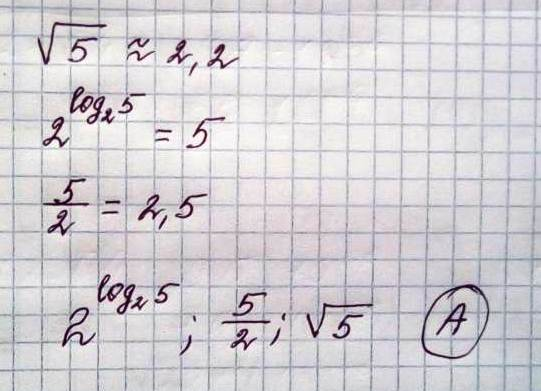 √5 ≈ 2,2
2^(log₂5) = 5
5/2 = 2,5
2^(log₂5) ; 5/2 ; √5 A